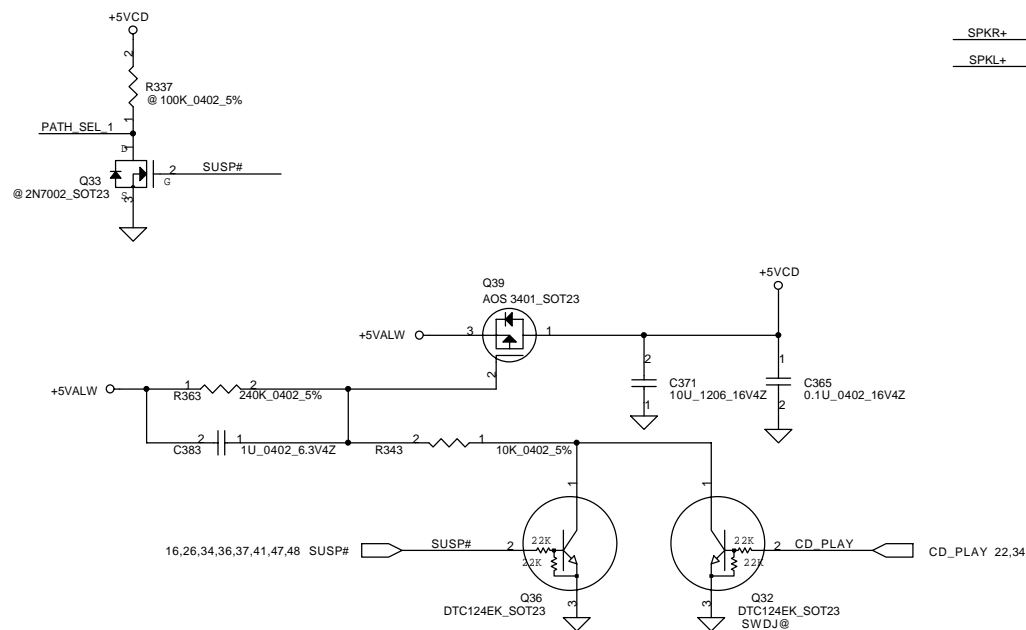 +5VCD
SPKR+
SPKL+
2
R337
@ 100K_0402_5%
1
PATH_SEL_1
1
D
2
SUSP#
G
Q33
@ 2N7002_SOT23
S
3
+5VCD
Q39
AOS 3401_SOT23
+5VALW
3
1
2
2
1
C371
10U_1206_16V4Z
C365
0.1U_0402_16V4Z
1
2
+5VALW
1
2
R363
240K_0402_5%
2
1
C383
1U_0402_6.3V4Z
2
1
R343
10K_0402_5%
1
1
16,26,34,36,37,41,47,48 SUSP#
SUSP#
2
22K
22K
22K
22K
2
CD_PLAY
CD_PLAY 22,34
3
3
Q36
DTC124EK_SOT23
Q32
DTC124EK_SOT23
SWDJ@